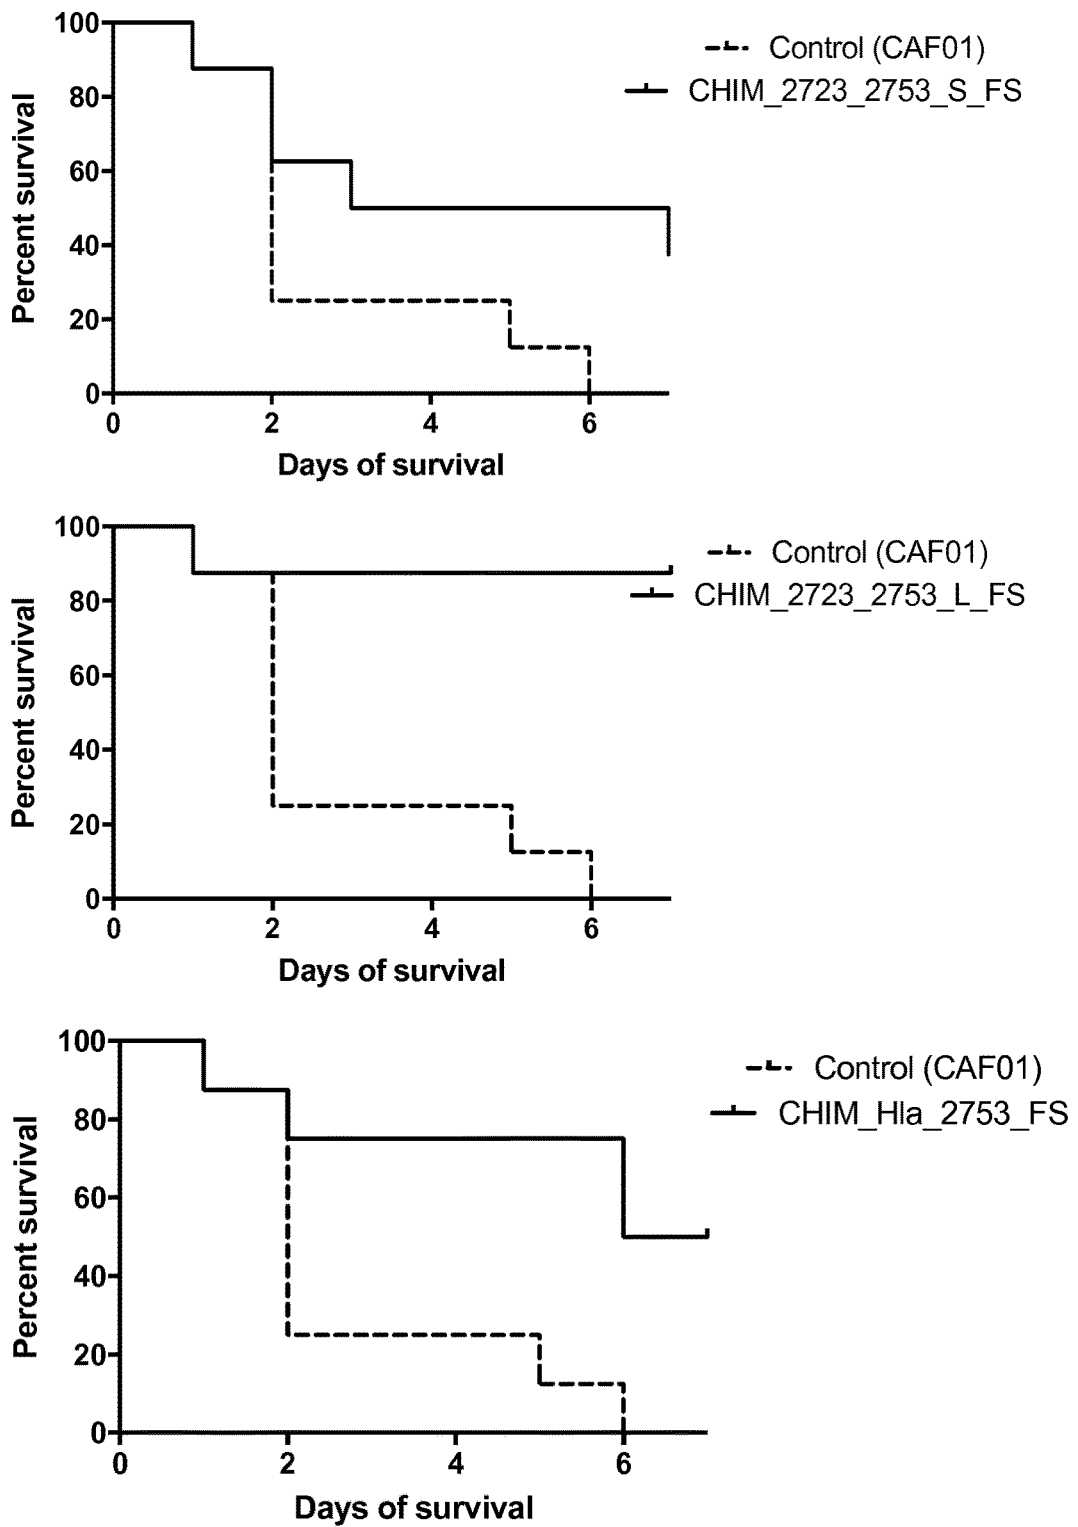 100
80
60
40
20
0
Percent survival
0 2 4 6
Days of survival
Control (CAF01)
CHIM_2723_2753_S_FS
100
80
60
40
20
0
Percent survival
0 2 4 6
Days of survival
Control (CAF01)
CHIM_2723_2753_L_FS
100
80
60
40
20
0
Percent survival
0 2 4 6
Days of survival
Control (CAF01)
CHIM_Hla_2753_FS